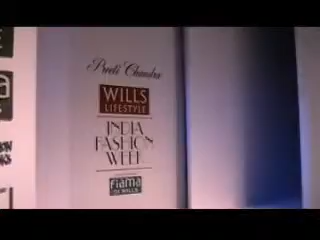 Preeti Chandra
WILLS
LIFESTYLE
INDIA
FASHION
WEEK
fiama
DI WILLS